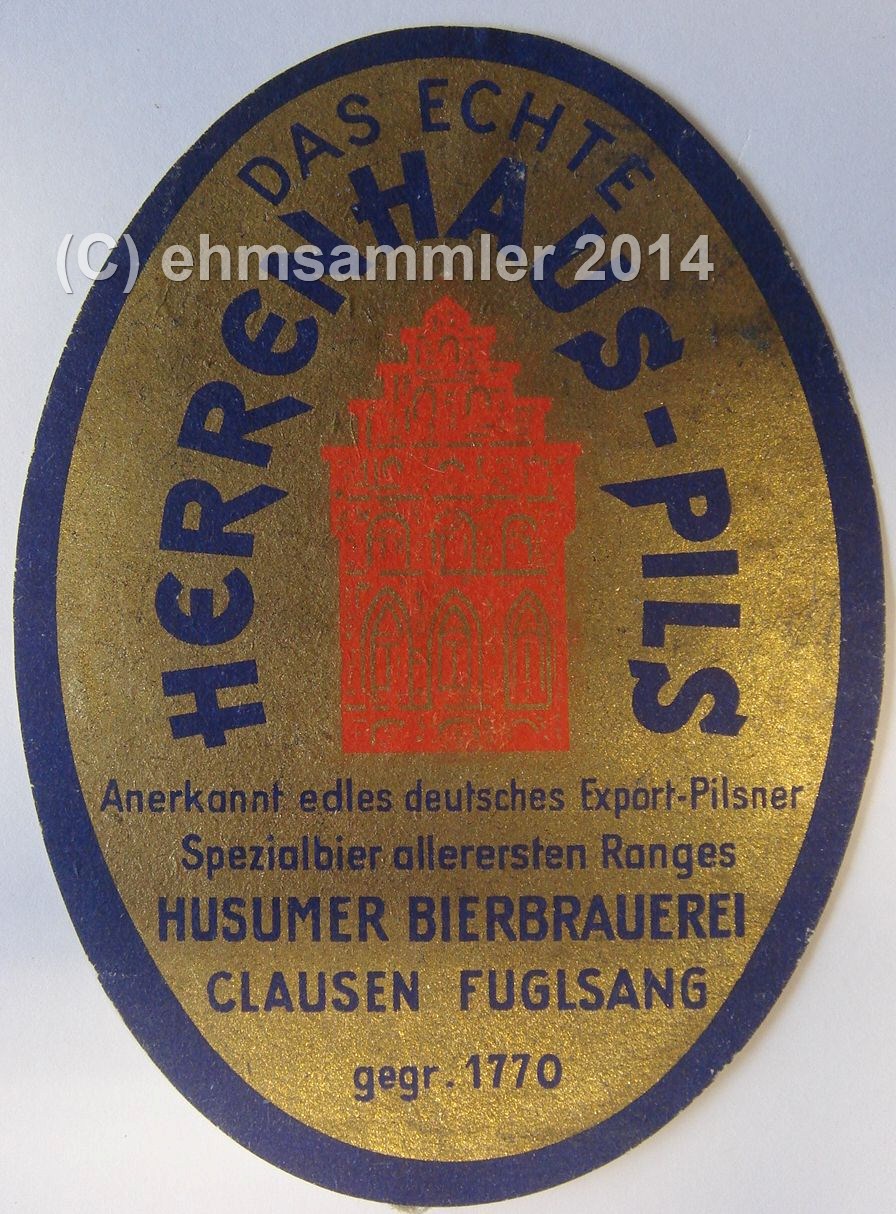 DAS ECHTE
HERRENHAUS-PILS
(C) ehmsammler 2014
Anerkannt edles deutsches Export-Pilsner
Spezialbier allerersten Ranges
HUSUMER BIERBRAUEREI
CLAUSEN FUGLSANG
gegr. 1770